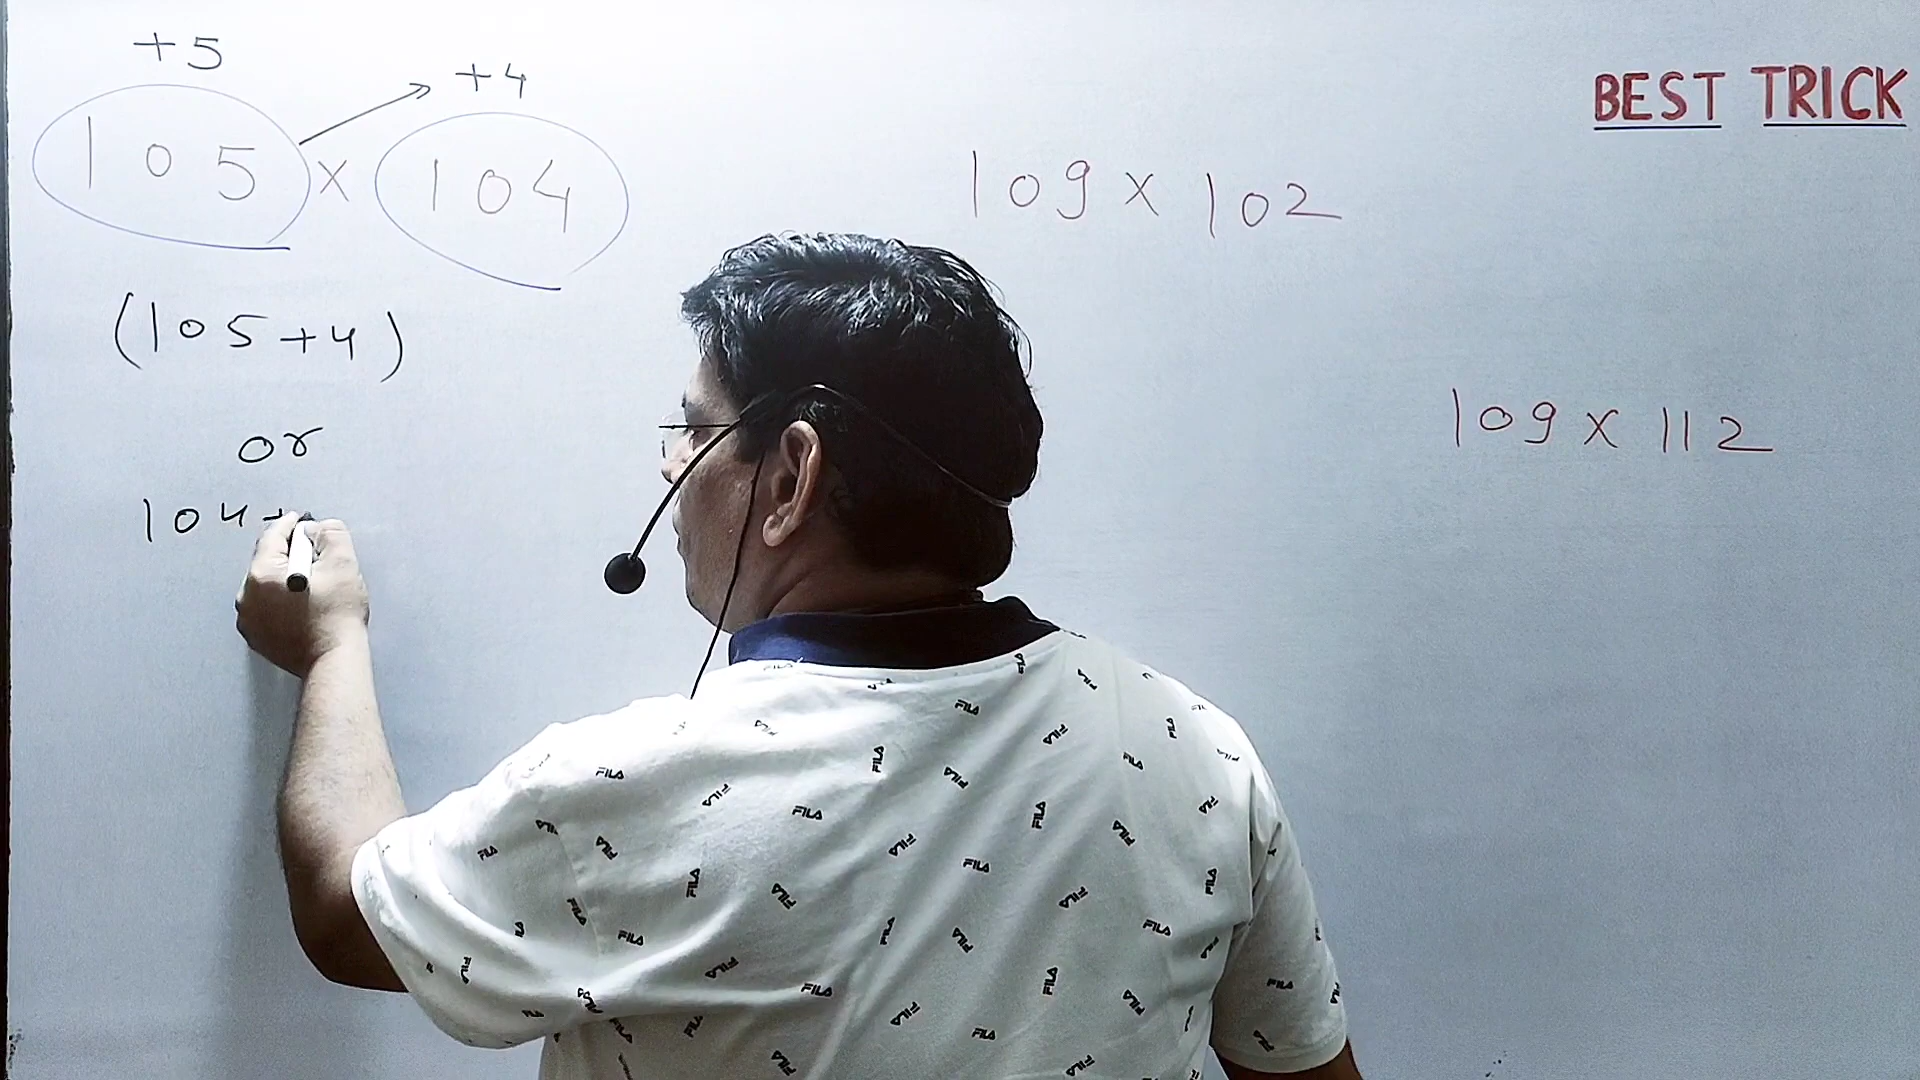 +5
+4
105 × 104
(105+4)
or
104+
BEST TRICK
109 × 102
109 × 112
FILA